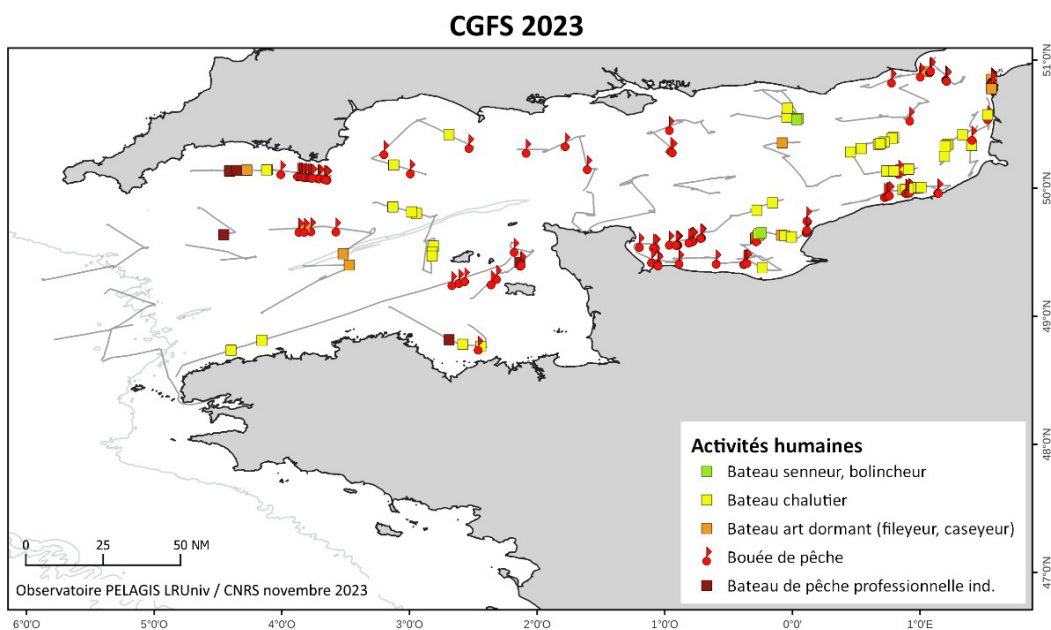 CGFS 2023
51°0'N
50°0'N
49°0'N
48°0'N
47°0'N
Activités humaines
Bateau senneur, bolincheur
Bateau chalutier
Bateau art dormant (fileyeur, caseyeur)
Bouée de pêche
Bateau de pêche professionnelle ind.
0 25 50 NM
Observatoire PELAGIS LRUniv / CNRS novembre 2023
6°0'O 5°0'O 4°0'O 3°0'O 2°0'O 1°0'O 0°0' 1°0'E